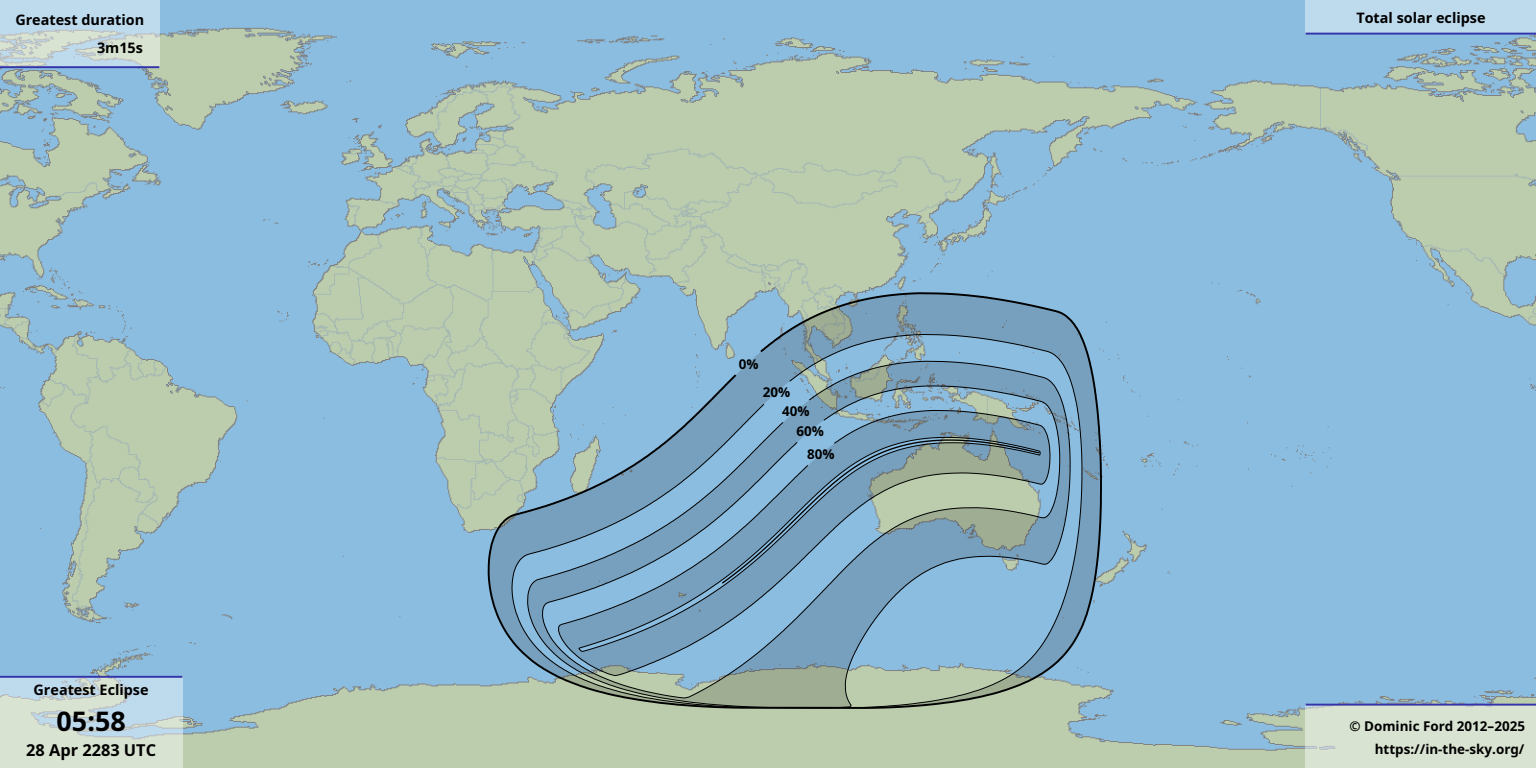 Greatest duration
3m15s
Total solar eclipse
0%
20%
40%
60%
80%
Greatest Eclipse
05:58
28 Apr 2283 UTC
© Dominic Ford 2012–2025
https://in-the-sky.org/